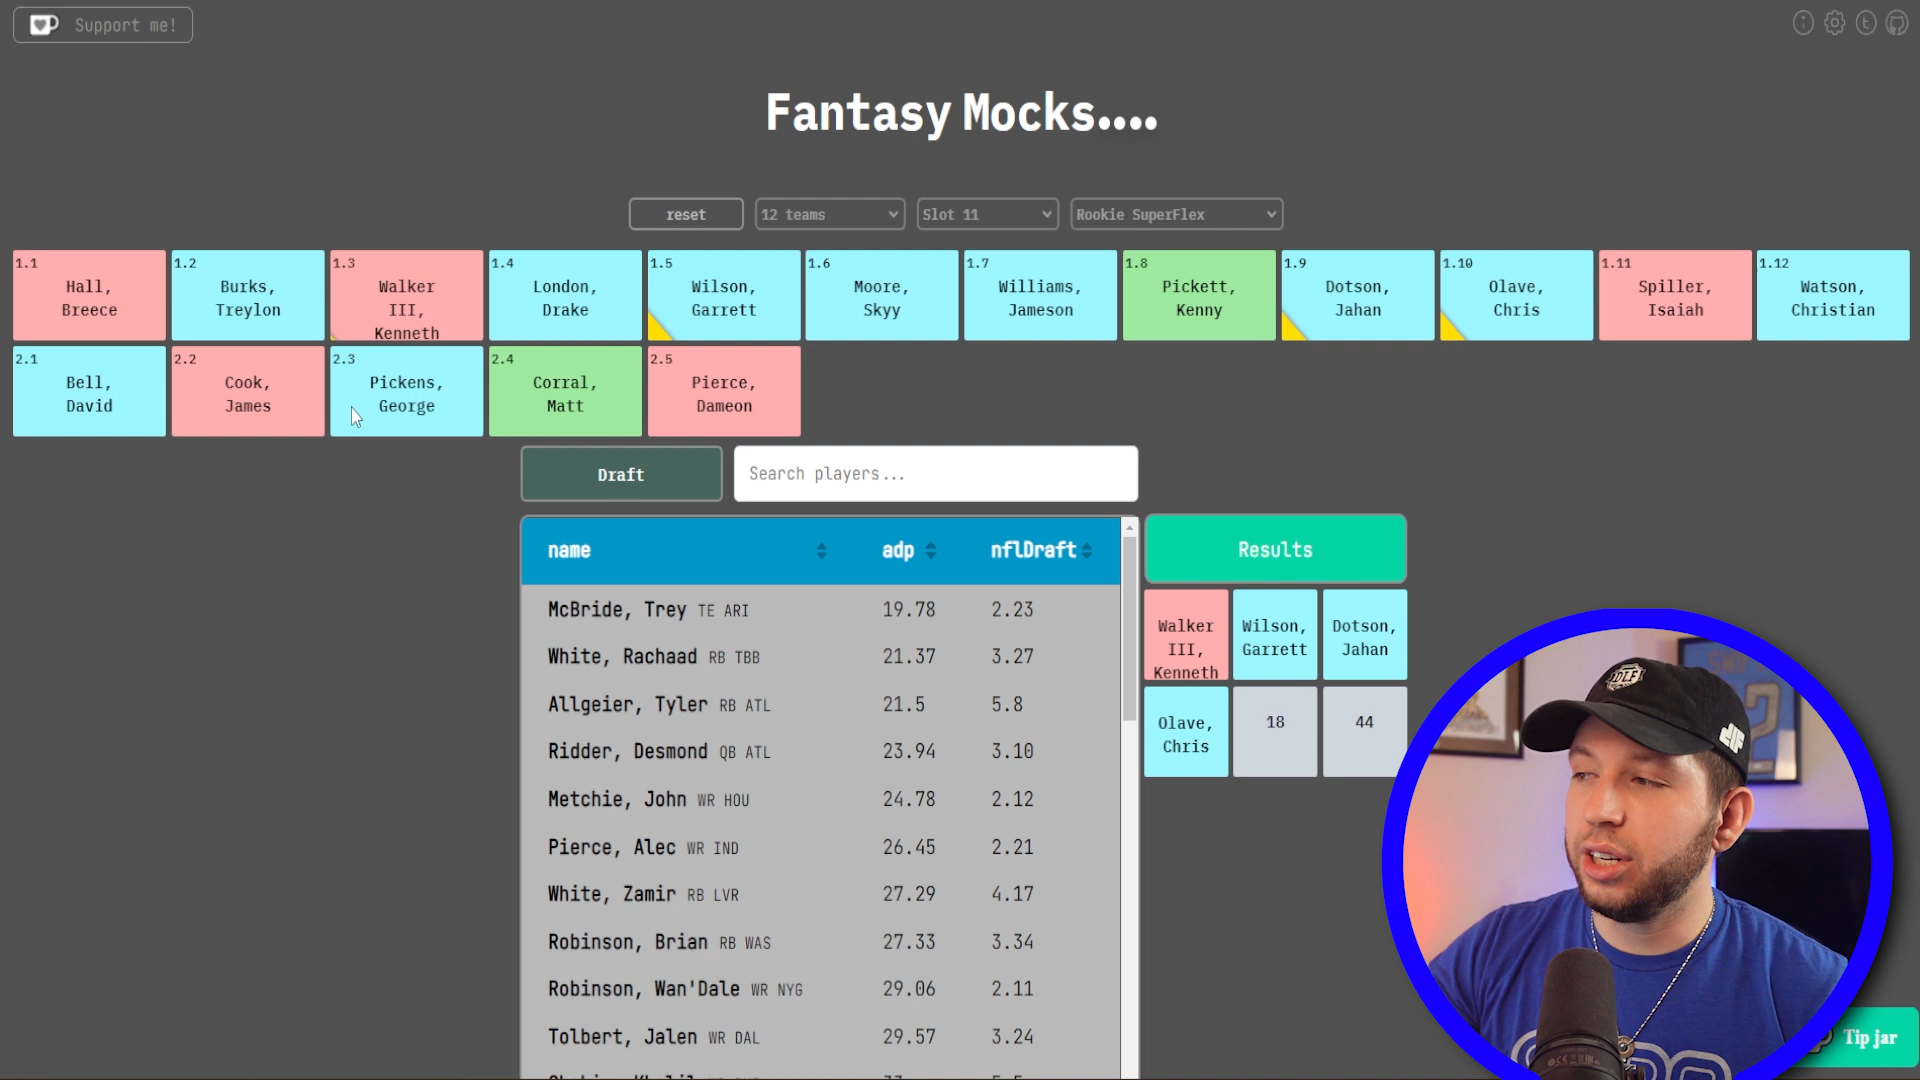 Support me!
Fantasy Mocks....
reset
12 teams
Slot 11
Rookie SuperFlex
1.1
Hall,
Breece
1.2
Burks,
Treylon
1.3
Walker
III,
Kenneth
1.4
London,
Drake
1.5
Wilson,
Garrett
1.6
Moore,
Skyy
1.7
Williams,
Jameson
1.8
Pickett,
Kenny
1.9
Dotson,
Jahan
1.10
Olave,
Chris
1.11
Spiller,
Isaiah
1.12
Watson,
Christian
2.1
Bell,
David
2.2
Cook,
James
2.3
Pickens,
George
2.4
Corral,
Matt
2.5
Pierce,
Dameon
Draft
Search players...
name adp nflDraft
McBride, Trey TE ARI 19.78 2.23
White, Rachaad RB TBB 21.37 3.27
Allgeier, Tyler RB ATL 21.5 5.8
Ridder, Desmond QB ATL 23.94 3.10
Metchie, John WR HOU 24.78 2.12
Pierce, Alec WR IND 26.45 2.21
White, Zamir RB LVR 27.29 4.17
Robinson, Brian RB WAS 27.33 3.34
Robinson, Wan'Dale WR NYG 29.06 2.11
Tolbert, Jalen WR DAL 29.57 3.24
Results
Walker
III,
Kenneth
Wilson,
Garrett
Dotson,
Jahan
Olave,
Chris
18
44
DLF
Tip jar